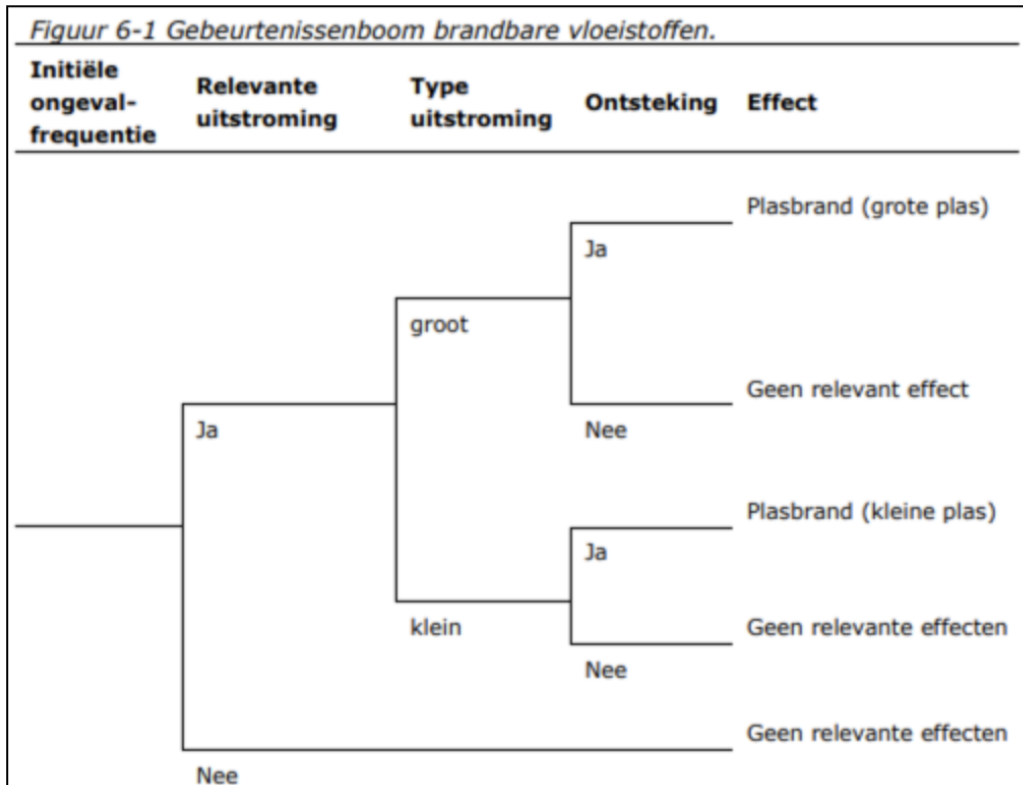 Figuur 6-1 Gebeurtenissenboom brandbare vloeistoffen.
Initiële
ongeval-
frequentie
Relevante
uitstroming
Type
uitstroming
Ontsteking
Effect
Plasbrand (grote plas)
Ja
groot
Geen relevant effect
Ja
Nee
Plasbrand (kleine plas)
Ja
klein
Geen relevante effecten
Nee
Geen relevante effecten
Nee